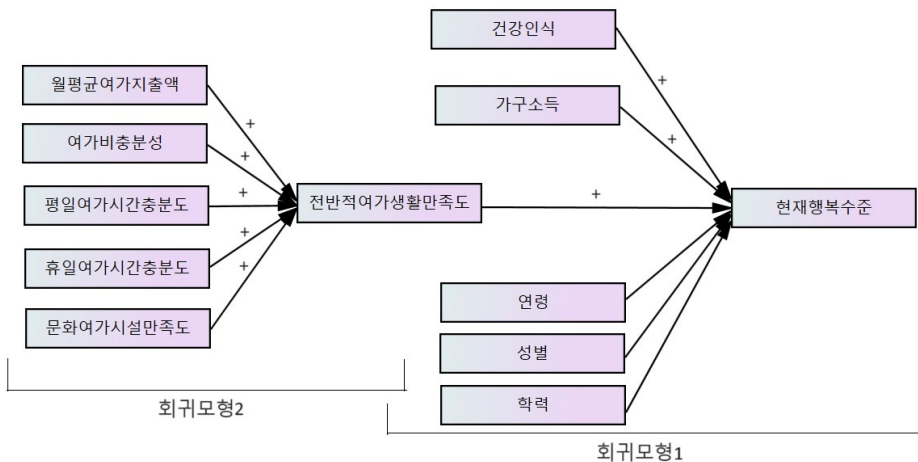 월평균여가지출액
여가비충분성
평일여가시간충분도
휴일여가시간충분도
문화여가시설만족도
+
+
+
+
+
전반적여가생활만족도
회귀모형2
건강인식
가구소득
+
+
+
현재행복수준
연령
성별
학력
회귀모형1